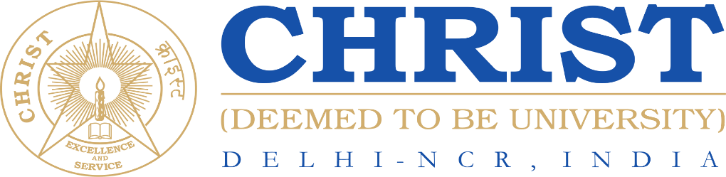 CHRIST
क्राइस्ट
EXCELLENCE
AND
SERVICE
CHRIST
(DEEMED TO BE UNIVERSITY)
DELHI-NCR, INDIA